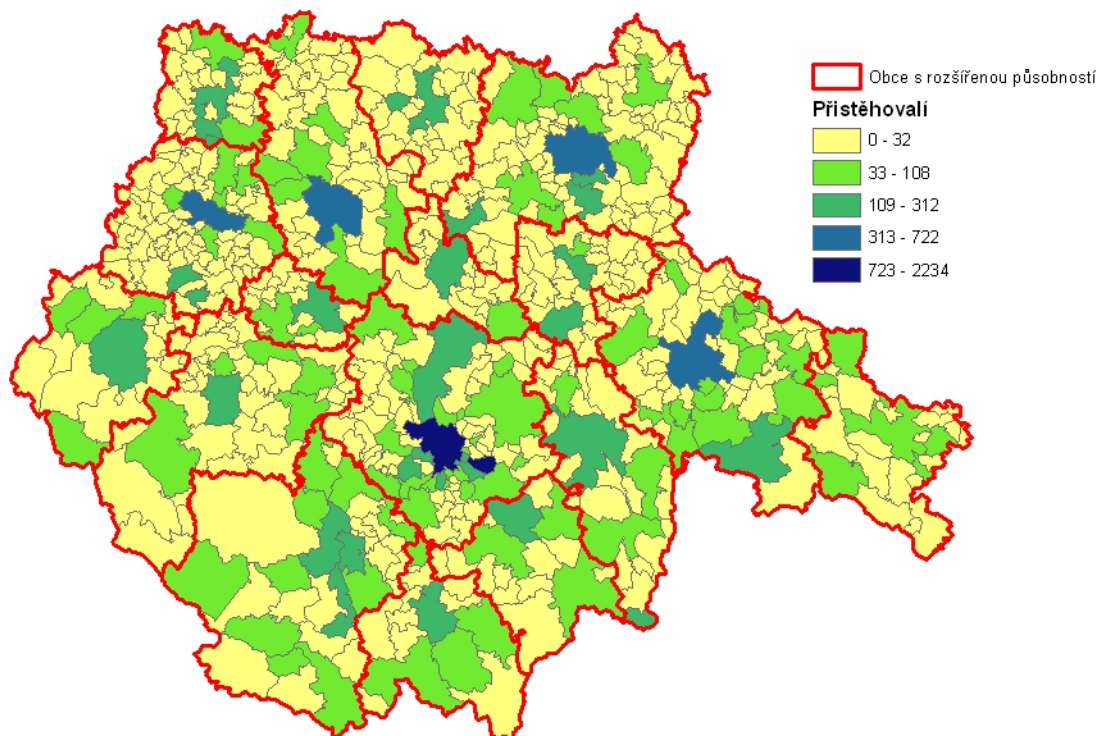 Obce s rozšířenou působností
Přistěhovalí
0 - 32
33 - 108
109 - 312
313 - 722
723 - 2234